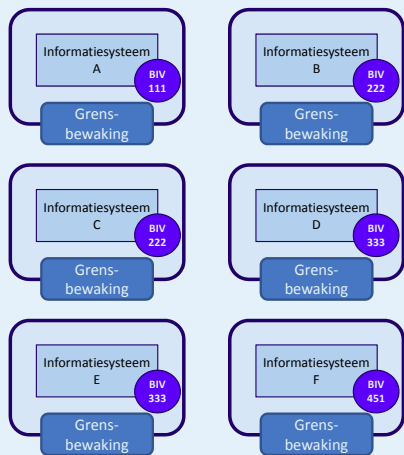 Informatiesysteem
A
BIV
111
Grens-
bewaking
Informatiesysteem
B
BIV
222
Grens-
bewaking
Informatiesysteem
C
BIV
222
Grens-
bewaking
Informatiesysteem
D
BIV
333
Grens-
bewaking
Informatiesysteem
E
BIV
333
Grens-
bewaking
Informatiesysteem
F
BIV
451
Grens-
bewaking